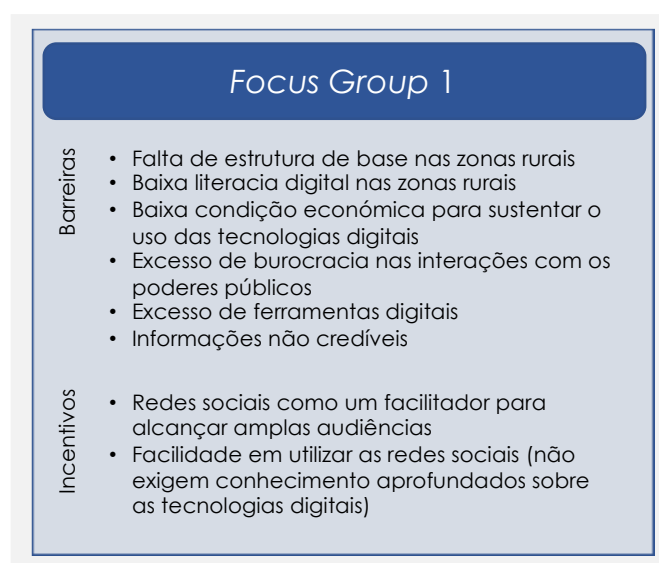 Focus Group 1
Barreiras
• Falta de estrutura de base nas zonas rurais
• Baixa literacia digital nas zonas rurais
• Baixa condição económica para sustentar o
uso das tecnologias digitais
• Excesso de burocracia nas interações com os
poderes públicos
• Excesso de ferramentas digitais
• Informações não credíveis
Incentivos
• Redes sociais como um facilitador para
alcançar amplas audiências
• Facilidade em utilizar as redes sociais (não
exigem conhecimento aprofundados sobre
as tecnologias digitais)